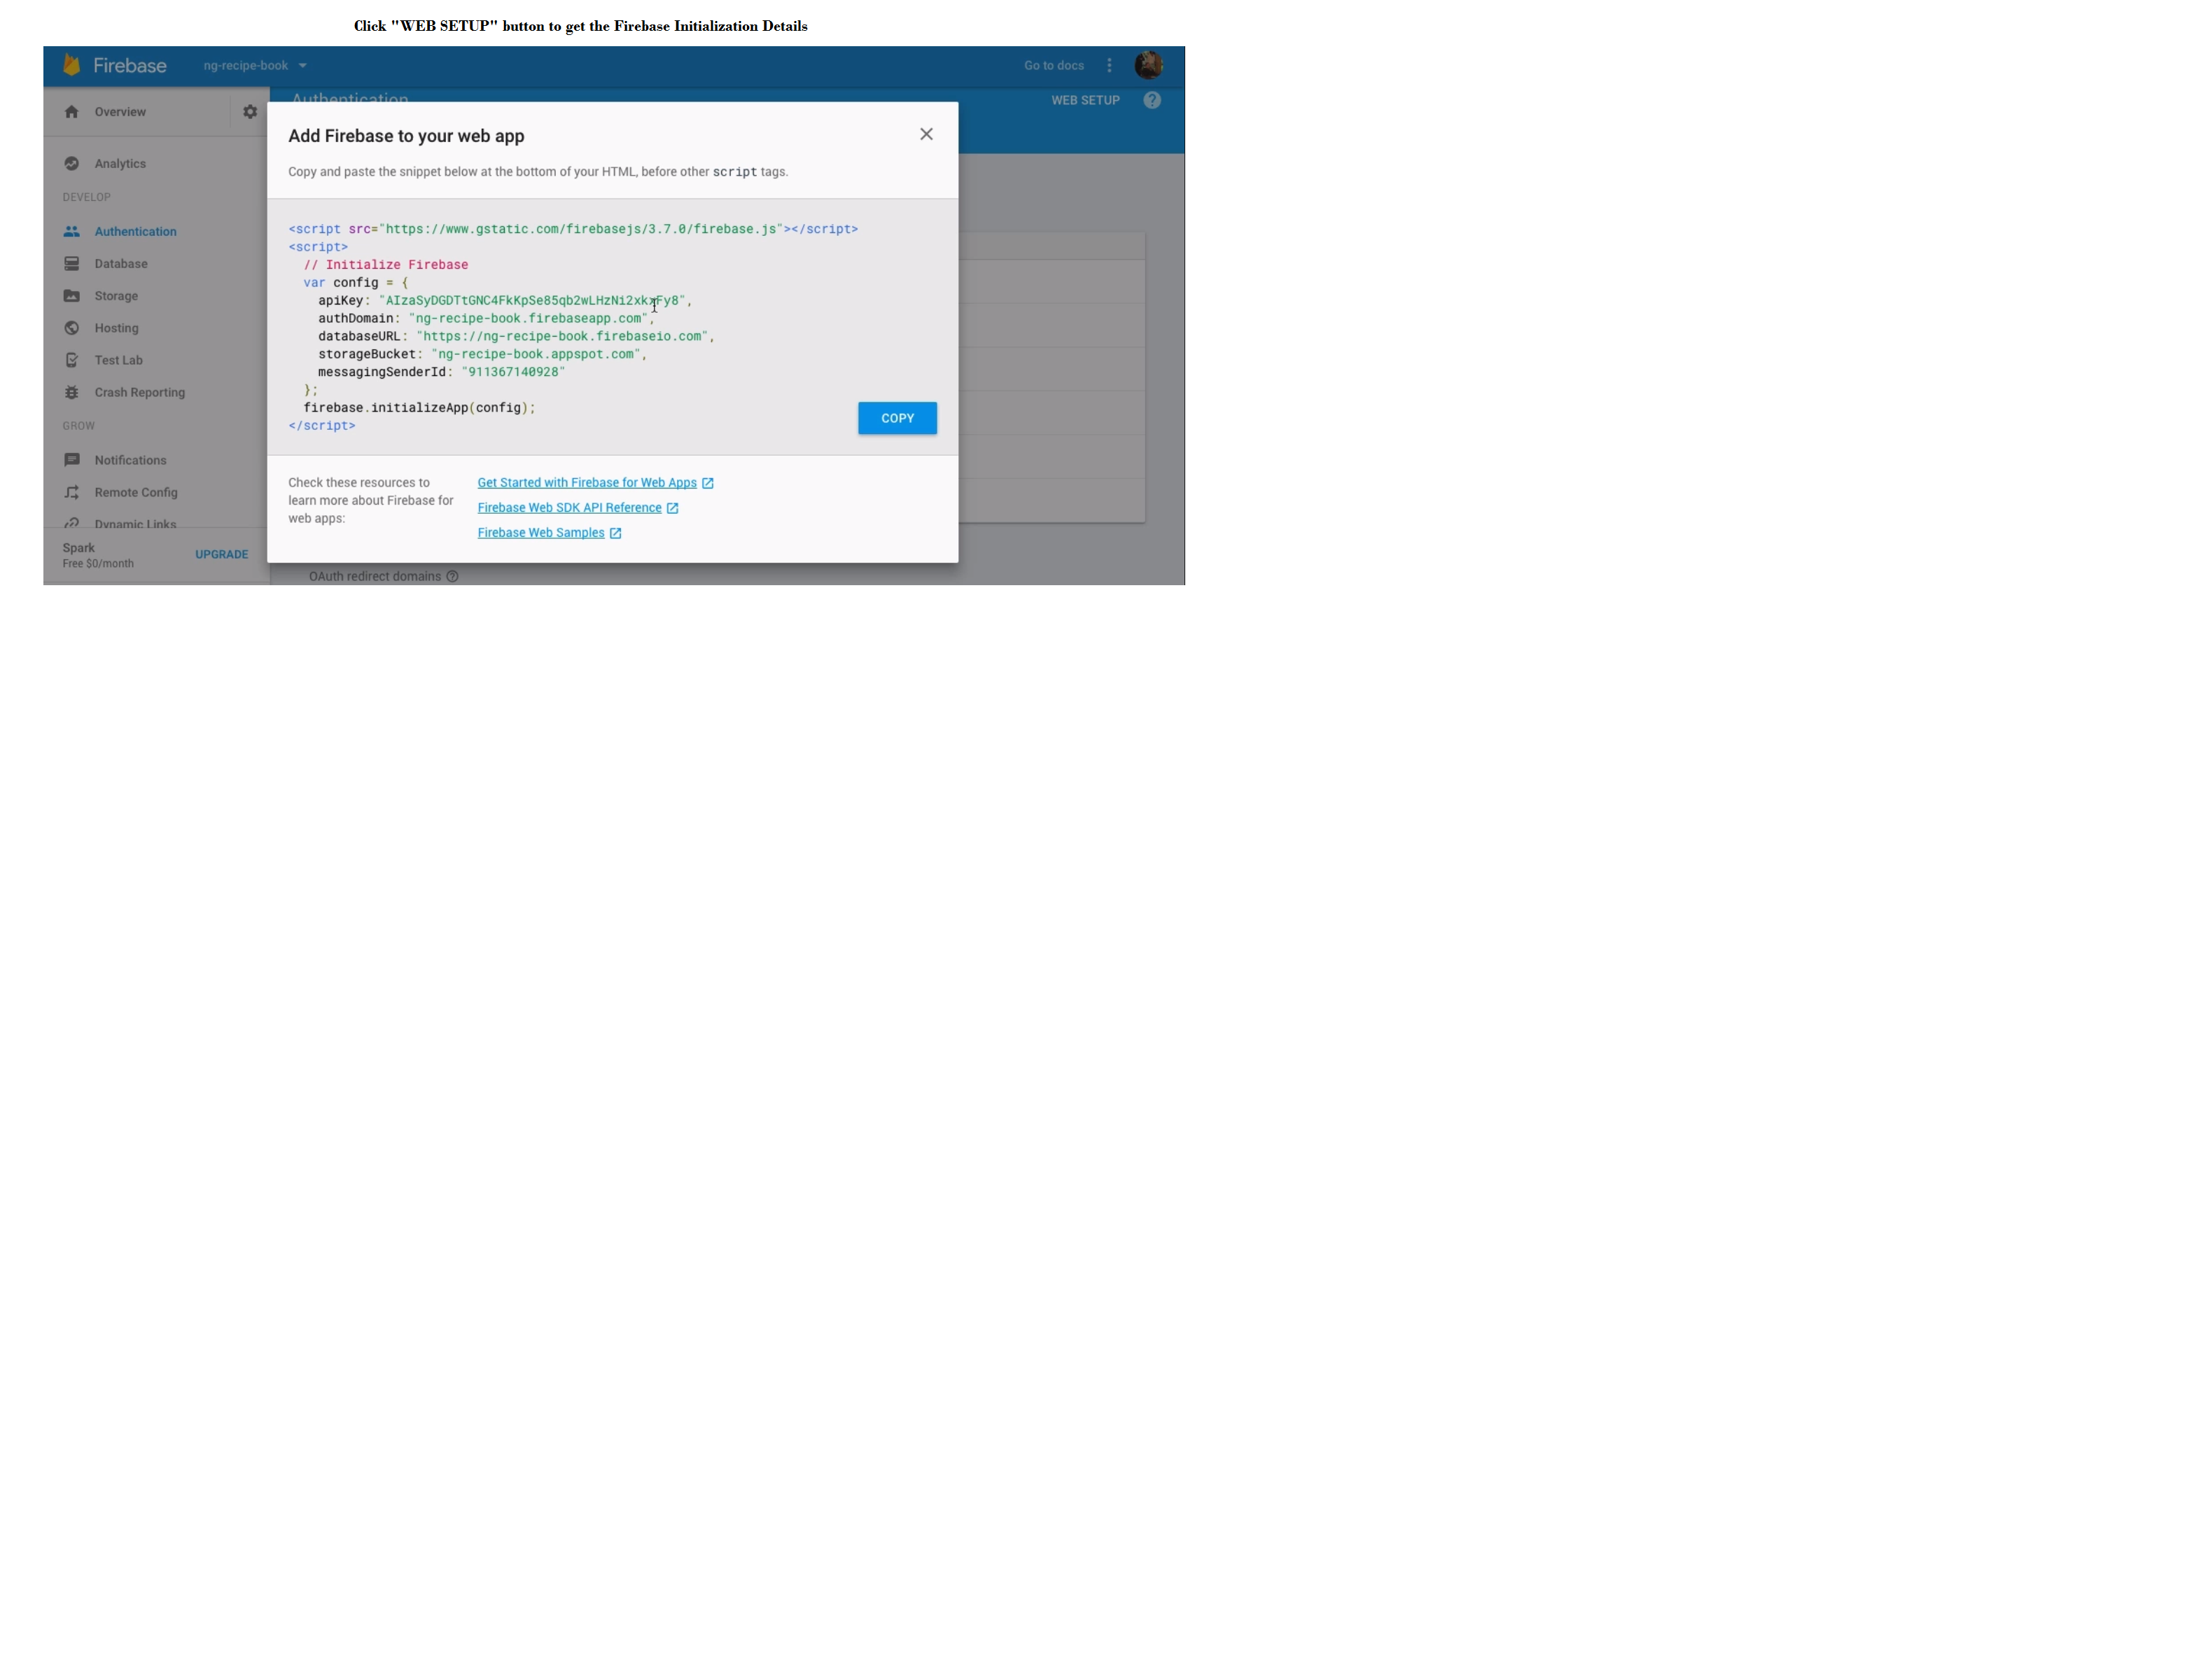 Click "WEB SETUP" button to get the Firebase Initialization Details
Firebase
ng-recipe-book
Go to docs
Overview
Authentication
WEB SETUP
Analytics
DEVELOP
Authentication
Database
Storage
Hosting
Test Lab
Crash Reporting
GROW
Notifications
Remote Config
Dynamic Links
Spark
Free $0/month
UPGRADE
Add Firebase to your web app
Copy and paste the snippet below at the bottom of your HTML, before other script tags.
<script src="https://www.gstatic.com/firebasejs/3.7.0/firebase.js"></script>
<script>
// Initialize Firebase
var config = {
apiKey:
authDomain: "ng-recipe-book.firebaseapp.com",
databaseURL: "https://ng-recipe-book.firebaseio.com",
storageBucket: "ng-recipe-book.appspot.com",
messagingSenderId: "911367140928"
};
firebase.initializeApp(config);
</script>
COPY
Check these resources to
learn more about Firebase for
web apps:
Get Started with Firebase for Web Apps
Firebase Web SDK API Reference
Firebase Web Samples
OAuth redirect domains